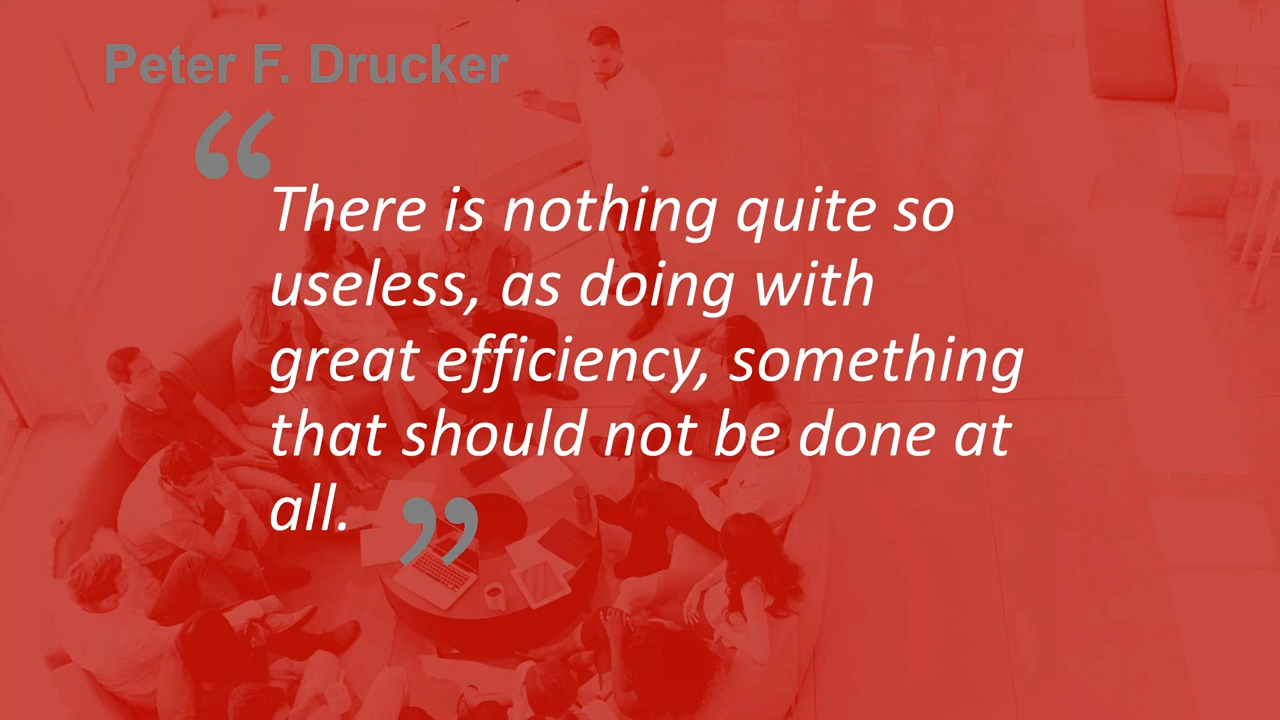 Peter F. Drucker
“
There is nothing quite so
useless, as doing with
great efficiency, something
that should not be done at
all. ”